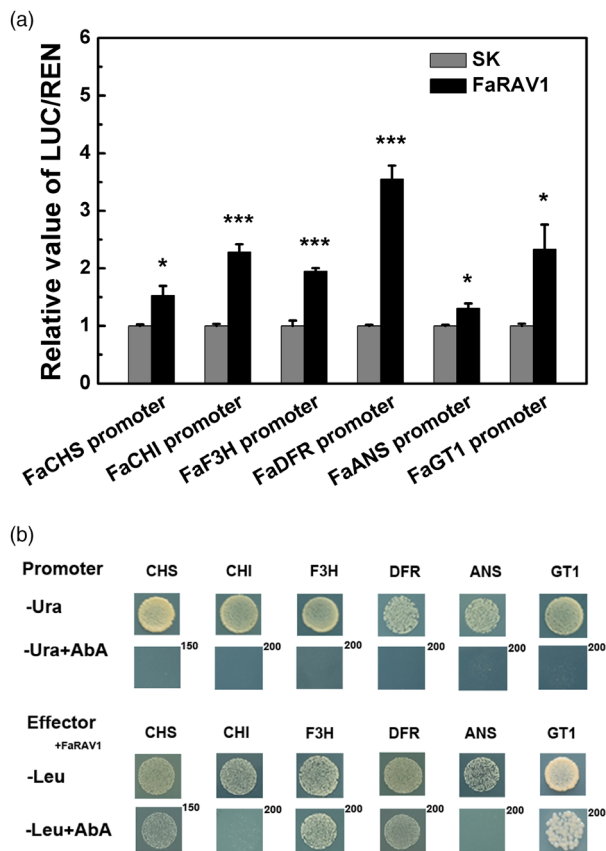 (a)
Relative value of LUC/REN
6
5
4
3
2
1
0
SK
FaRAV1
* *** *** *** * *
FaCHS promoter
FaCHI promoter
FaF3H promoter
FaDFR promoter
FaANS promoter
FaGT1 promoter
(b)
Promoter CHS CHI F3H DFR ANS GT1
-Ura
-Ura+AbA 150 200 200 200 200 200
Effector CHS CHI F3H DFR ANS GT1
+FaRAV1
-Leu
-Leu+AbA 150 200 200 200 200 200